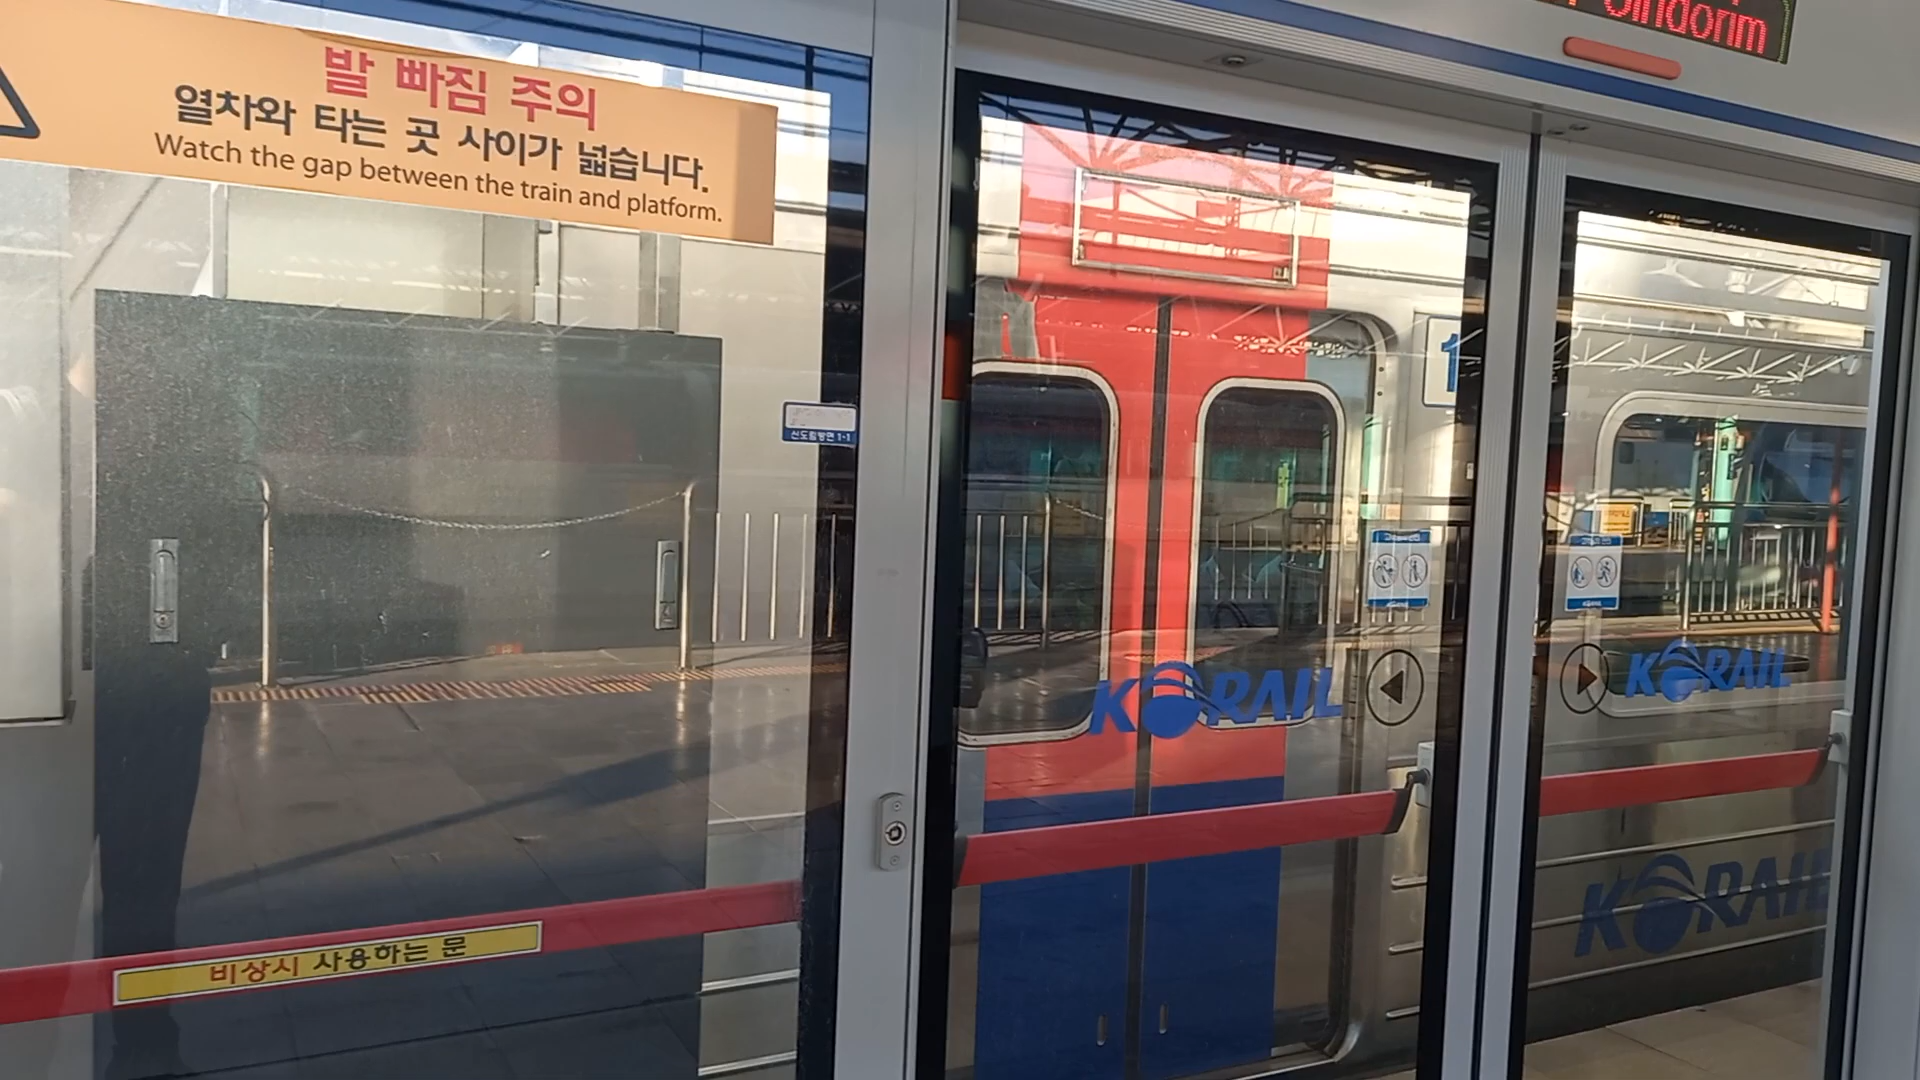 발 빠짐 주의
열차와 타는 곳 사이가 넓습니다.
Watch the gap between the train and platform.
신도림방면 1-1
비상시 사용하는 문
KORAIL
KORAIL
KORAIL